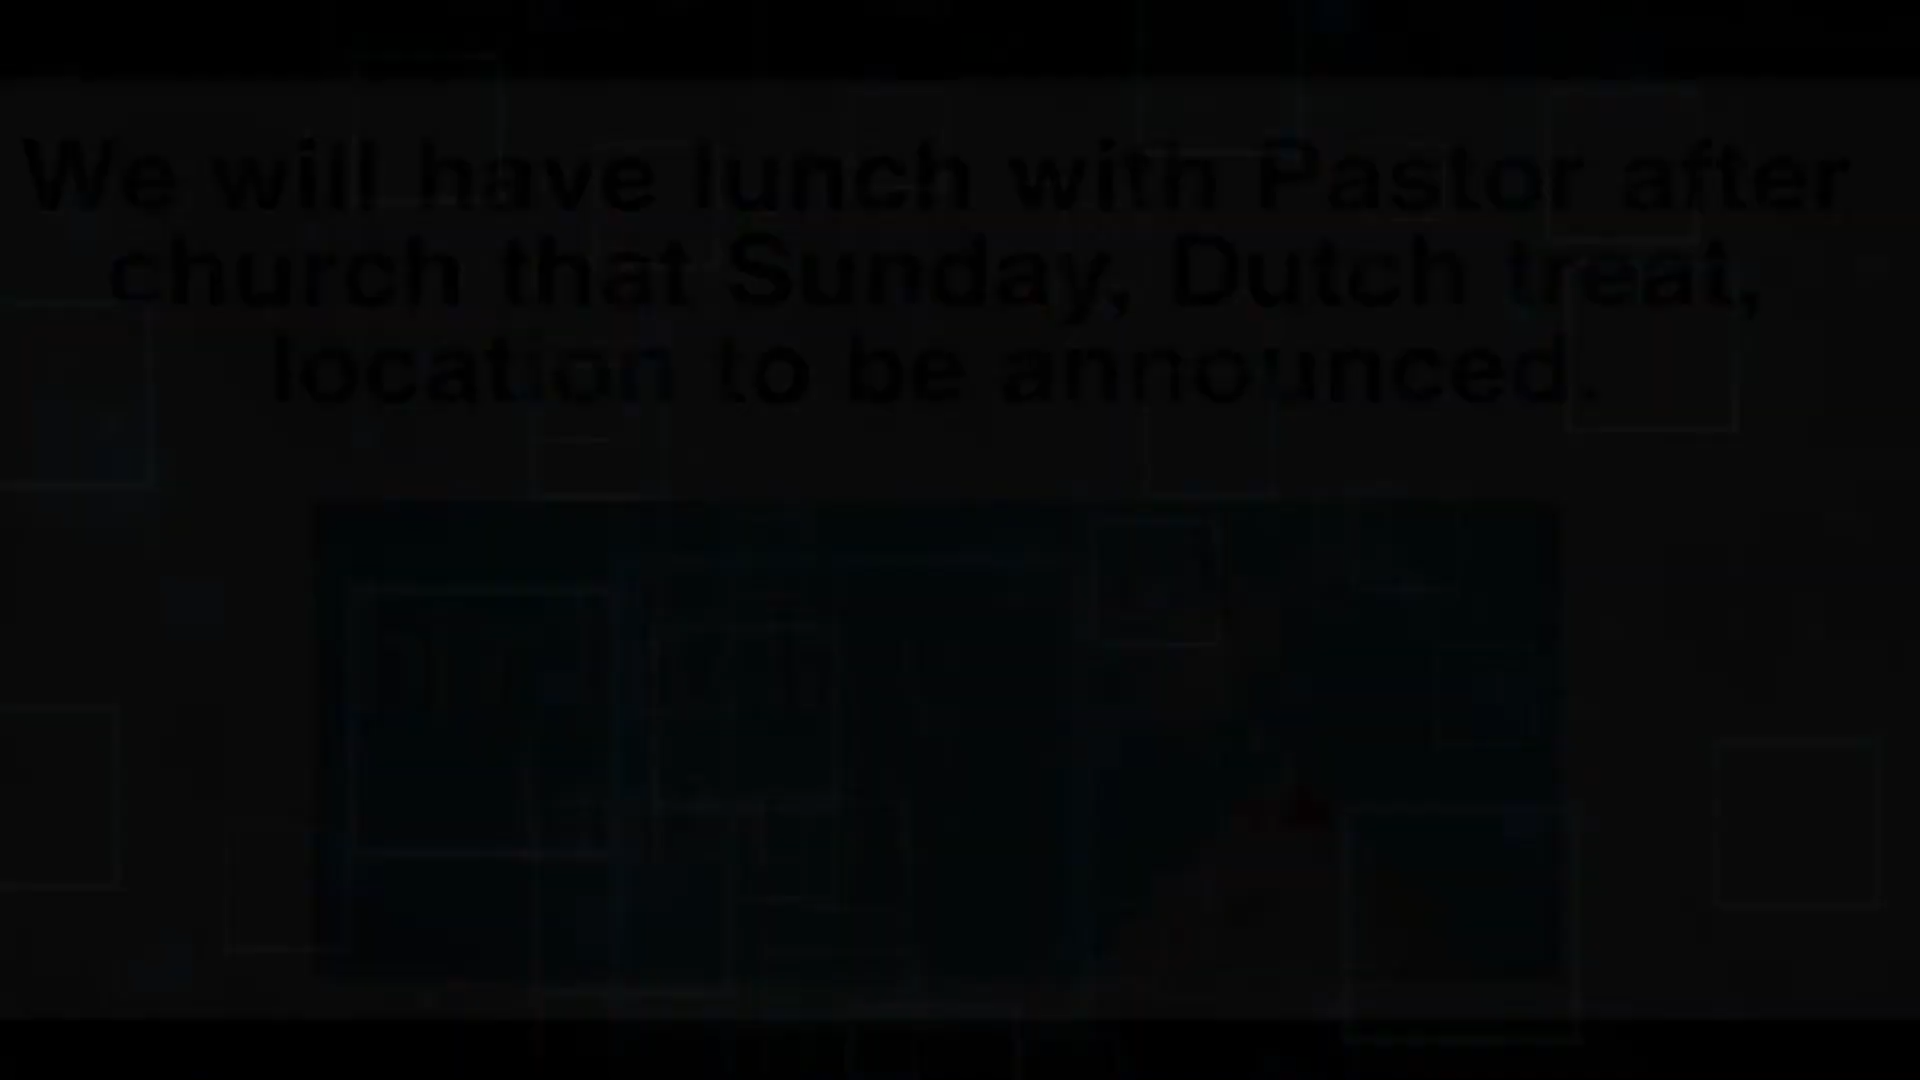 We will have lunch with Pastor after
church that Sunday, Dutch treat,
location to be announced.